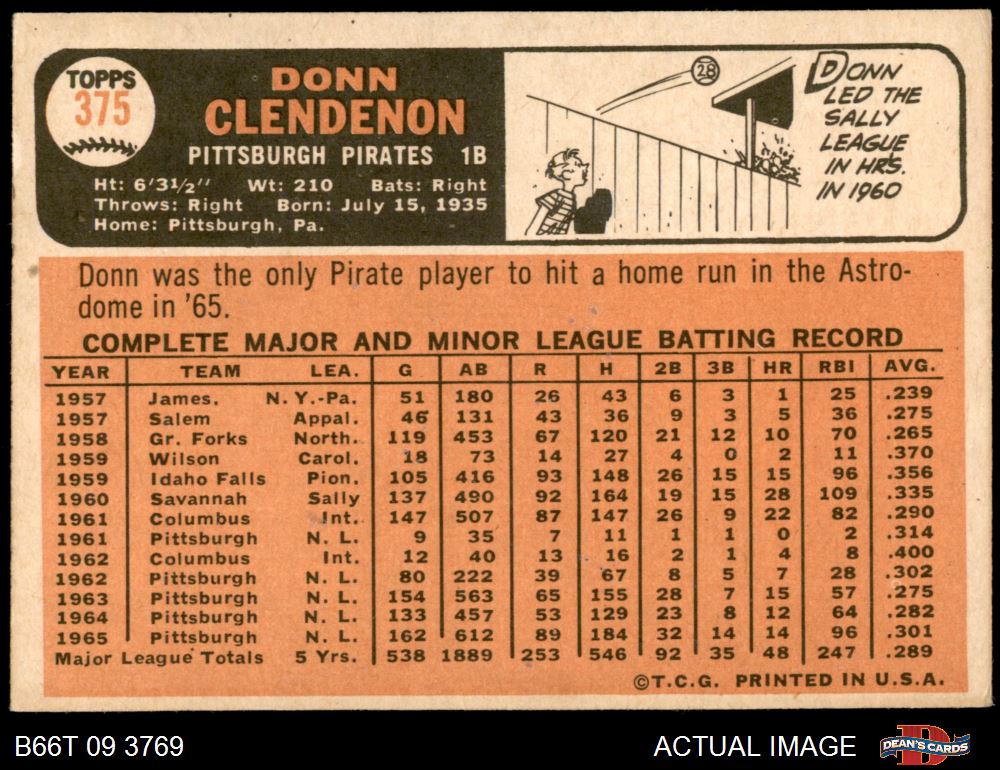 TOPPS
375
DONN
CLENDENON
PITTSBURGH PIRATES 1B
Ht: 6'3½" Wt: 210 Bats: Right
Throws: Right Born: July 15, 1935
Home: Pittsburgh, Pa.
28
DONN
LED THE
SALLY
LEAGUE
IN HRS.
IN 1960
Donn was the only Pirate player to hit a home run in the Astro-
dome in '65.
COMPLETE MAJOR AND MINOR LEAGUE BATTING RECORD
YEAR TEAM LEA. G AB R H 2B 3B HR RBI AVG.
1957 James. N.Y.-Pa. 51 180 26 43 6 3 1 25 .239
1957 Salem Appal. 46 131 43 36 9 3 5 36 .275
1958 Gr. Forks North. 119 453 67 120 21 12 10 70 .265
1959 Wilson Carol. 18 73 14 27 4 0 2 11 .370
1959 Idaho Falls Pion. 105 416 93 148 26 15 15 96 .356
1960 Savannah Sally 137 490 92 164 19 15 28 109 .335
1961 Columbus Int. 147 507 87 147 26 9 22 82 .290
1961 Pittsburgh N. L. 9 35 7 11 1 1 0 2 .314
1962 Columbus Int. 12 40 13 16 2 1 4 8 .400
1962 Pittsburgh N. L. 80 222 39 67 8 5 7 28 .302
1963 Pittsburgh N. L. 154 563 65 155 28 7 15 57 .275
1964 Pittsburgh N. L. 133 457 53 129 23 8 12 64 .282
1965 Pittsburgh N. L. 162 612 89 184 32 14 14 96 .301
Major League Totals 5 Yrs. 538 1889 253 546 92 35 48 247 .289
©T.C.G. PRINTED IN U.S.A.
B66T 09 3769
ACTUAL IMAGE
DEAN'S CARDS